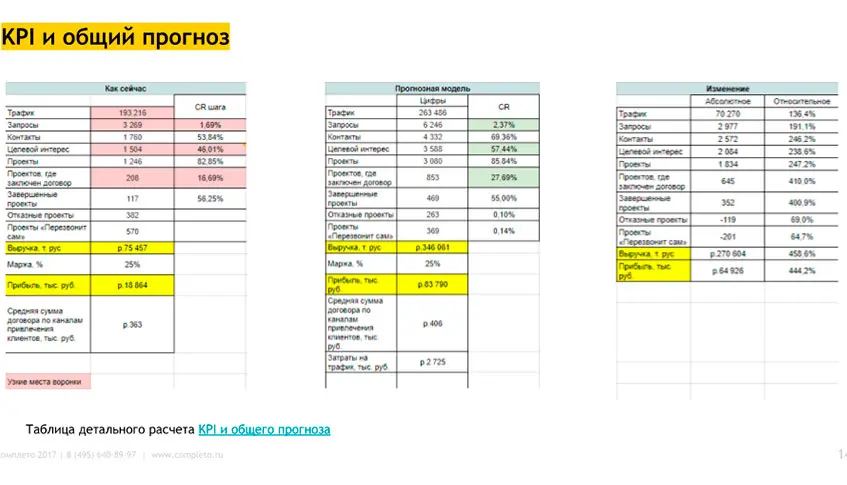 KPI и общий прогноз
Как сейчас
CR шага
Трафик 193 216
Запросы 3 269 1,69%
Контакты 1 760 53,84%
Целевой интерес 1 504 46,01%
Проекты 1 246 82,85%
Проектов, где
заключен договор 208 16,69%
Завершенные
проекты 117 56,25%
Отказные проекты 382
Проекты «Перезвонит
сам» 570
Выручка, т. рус р.75 457
Маржа, % 25%
Прибыль, тыс. руб. р.18 864
Средняя сумма
договора по каналам
привлечения
клиентов, тыс. руб. р.363
Узкие места воронки
Прогнозная модель
Цифры CR
Трафик 263 486
Запросы 6 246 2,37%
Контакты 4 332 69,36%
Целевой интерес 3 588 57,44%
Проекты 3 080 85,84%
Проектов, где
заключен договор 853 27,69%
Завершенные
проекты 469 55,00%
Отказные проекты 263 0,10%
Проекты
«Перезвонит сам» 369 0,14%
Выручка, т. рус р.346 061
Маржа, % 25%
Прибыль, тыс.
руб. р.83 790
Средняя сумма
договора по
каналам
привлечения
клиентов, тыс.
руб. р.406
Затраты на
трафик, тыс. руб. р.2 725
Изменение
Абсолютное Относительное
Трафик 70 270 136,4%
Запросы 2 977 191,1%
Контакты 2 572 246,2%
Целевой интерес 2 084 238,6%
Проекты 1 834 247,2%
Проектов, где
заключен договор 645 410,0%
Завершенные
проекты 352 400,9%
Отказные проекты -119 69,0%
Проекты
«Перезвонит сам» -201 64,7%
Выручка, т. рус р.270 604 458,6%
Прибыль, тыс.
руб. р.64 926 444,2%
Таблица детального расчета KPI и общего прогноза
омплето 2017 | 8 (495) 640-89-97 | www.completo.ru